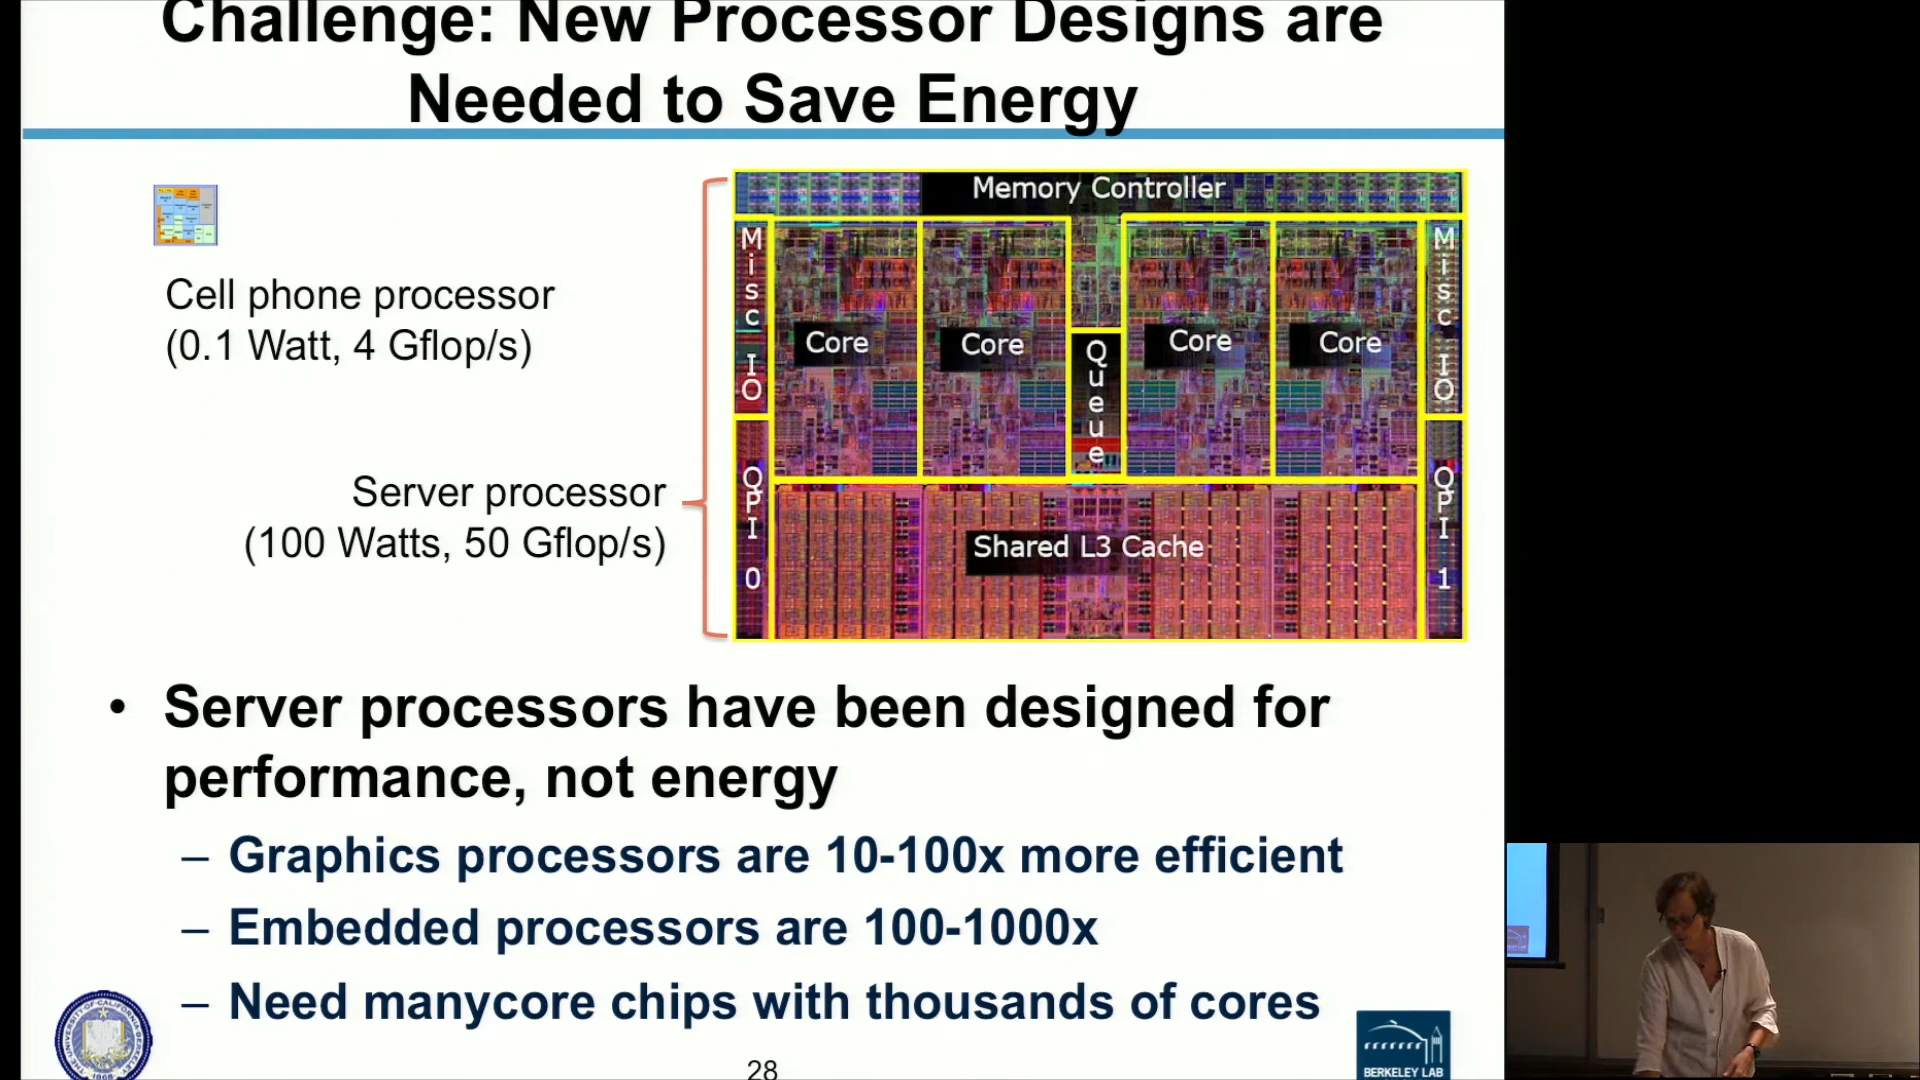 Challenge: New Processor Designs are
Needed to Save Energy
Memory Controller
Misc IO
Core
Core
Queue
Core
Core
Misc IO
Cell phone processor
(0.1 Watt, 4 Gflop/s)
Server processor
(100 Watts, 50 Gflop/s)
QPI 0
Shared L3 Cache
QPI 1
• Server processors have been designed for
performance, not energy
– Graphics processors are 10-100x more efficient
– Embedded processors are 100-1000x
– Need manycore chips with thousands of cores
28
BERKELEY LAB